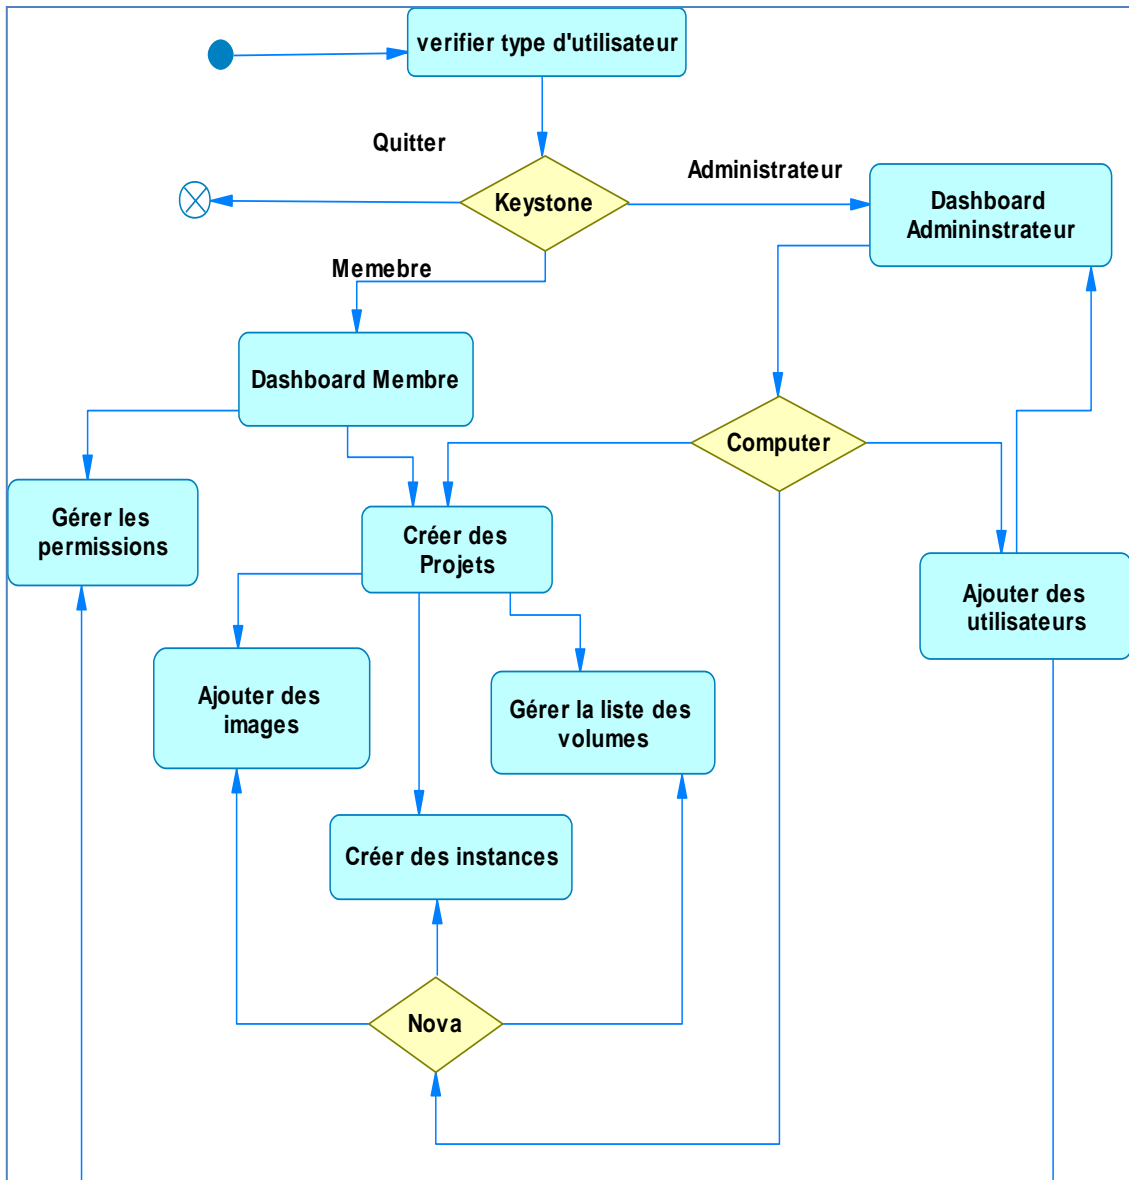 verifier type d'utilisateur
Quitter
Administrateur
Keystone
Dashboard
Admininstrateur
Memebre
Dashboard Membre
Computer
Gérer les
permissions
Créer des
Projets
Ajouter des
utilisateurs
Ajouter des
images
Gérer la liste des
volumes
Créer des instances
Nova